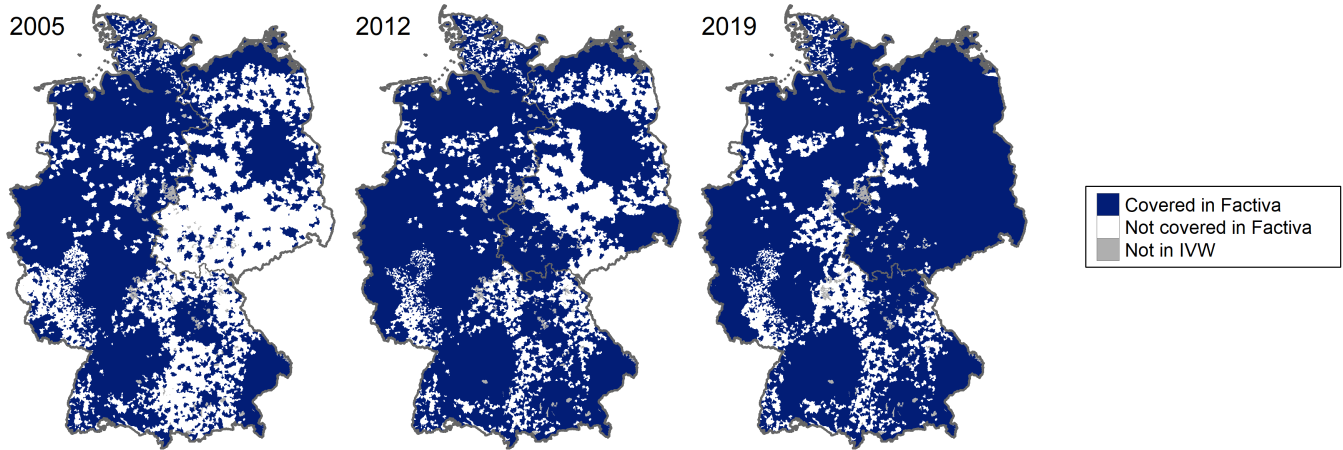 2005
2012
2019
Covered in Factiva
Not covered in Factiva
Not in IVW